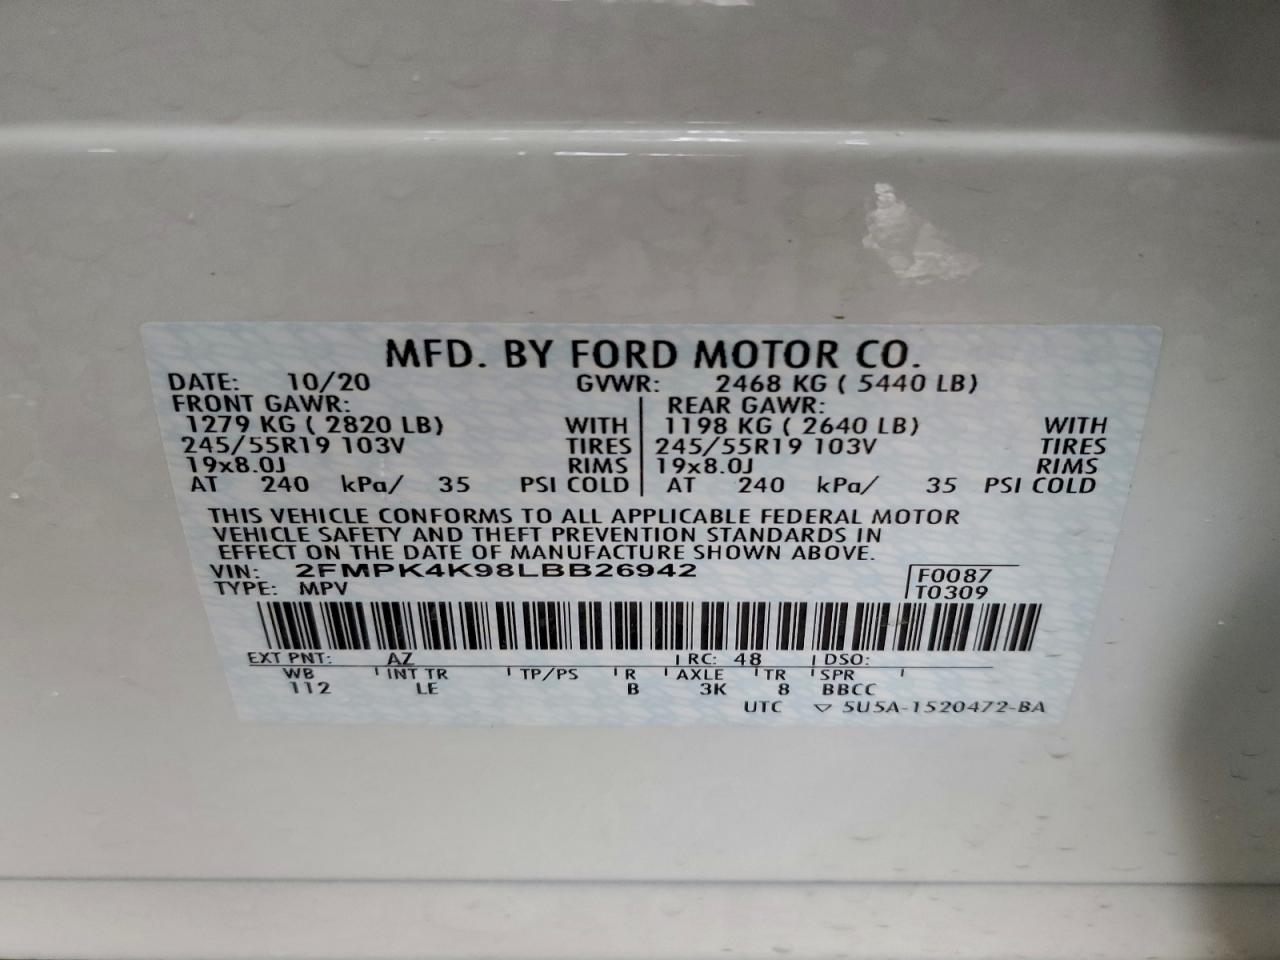 MFD. BY FORD MOTOR CO.
DATE: 10/20 GVWR: 2468 KG ( 5440 LB)
FRONT GAWR: REAR GAWR:
1279 KG ( 2820 LB) WITH 1198 KG ( 2640 LB) WITH
245/55R19 103V TIRES 245/55R19 103V TIRES
19x8.0J RIMS 19x8.0J RIMS
AT 240 kPa/ 35 PSI COLD AT 240 kPa/ 35 PSI COLD
THIS VEHICLE CONFORMS TO ALL APPLICABLE FEDERAL MOTOR
VEHICLE SAFETY AND THEFT PREVENTION STANDARDS IN
EFFECT ON THE DATE OF MANUFACTURE SHOWN ABOVE.
VIN: 2FMPK4K98LBB26942 F0087
TYPE: MPV T0309
EXT PNT: AZ RC: 48 DSO:
WB INT TR TP/PS R AXLE TR SPR
112 LE B 3K 8 BBCC
UTC ▽ 5U5A-1520472-BA